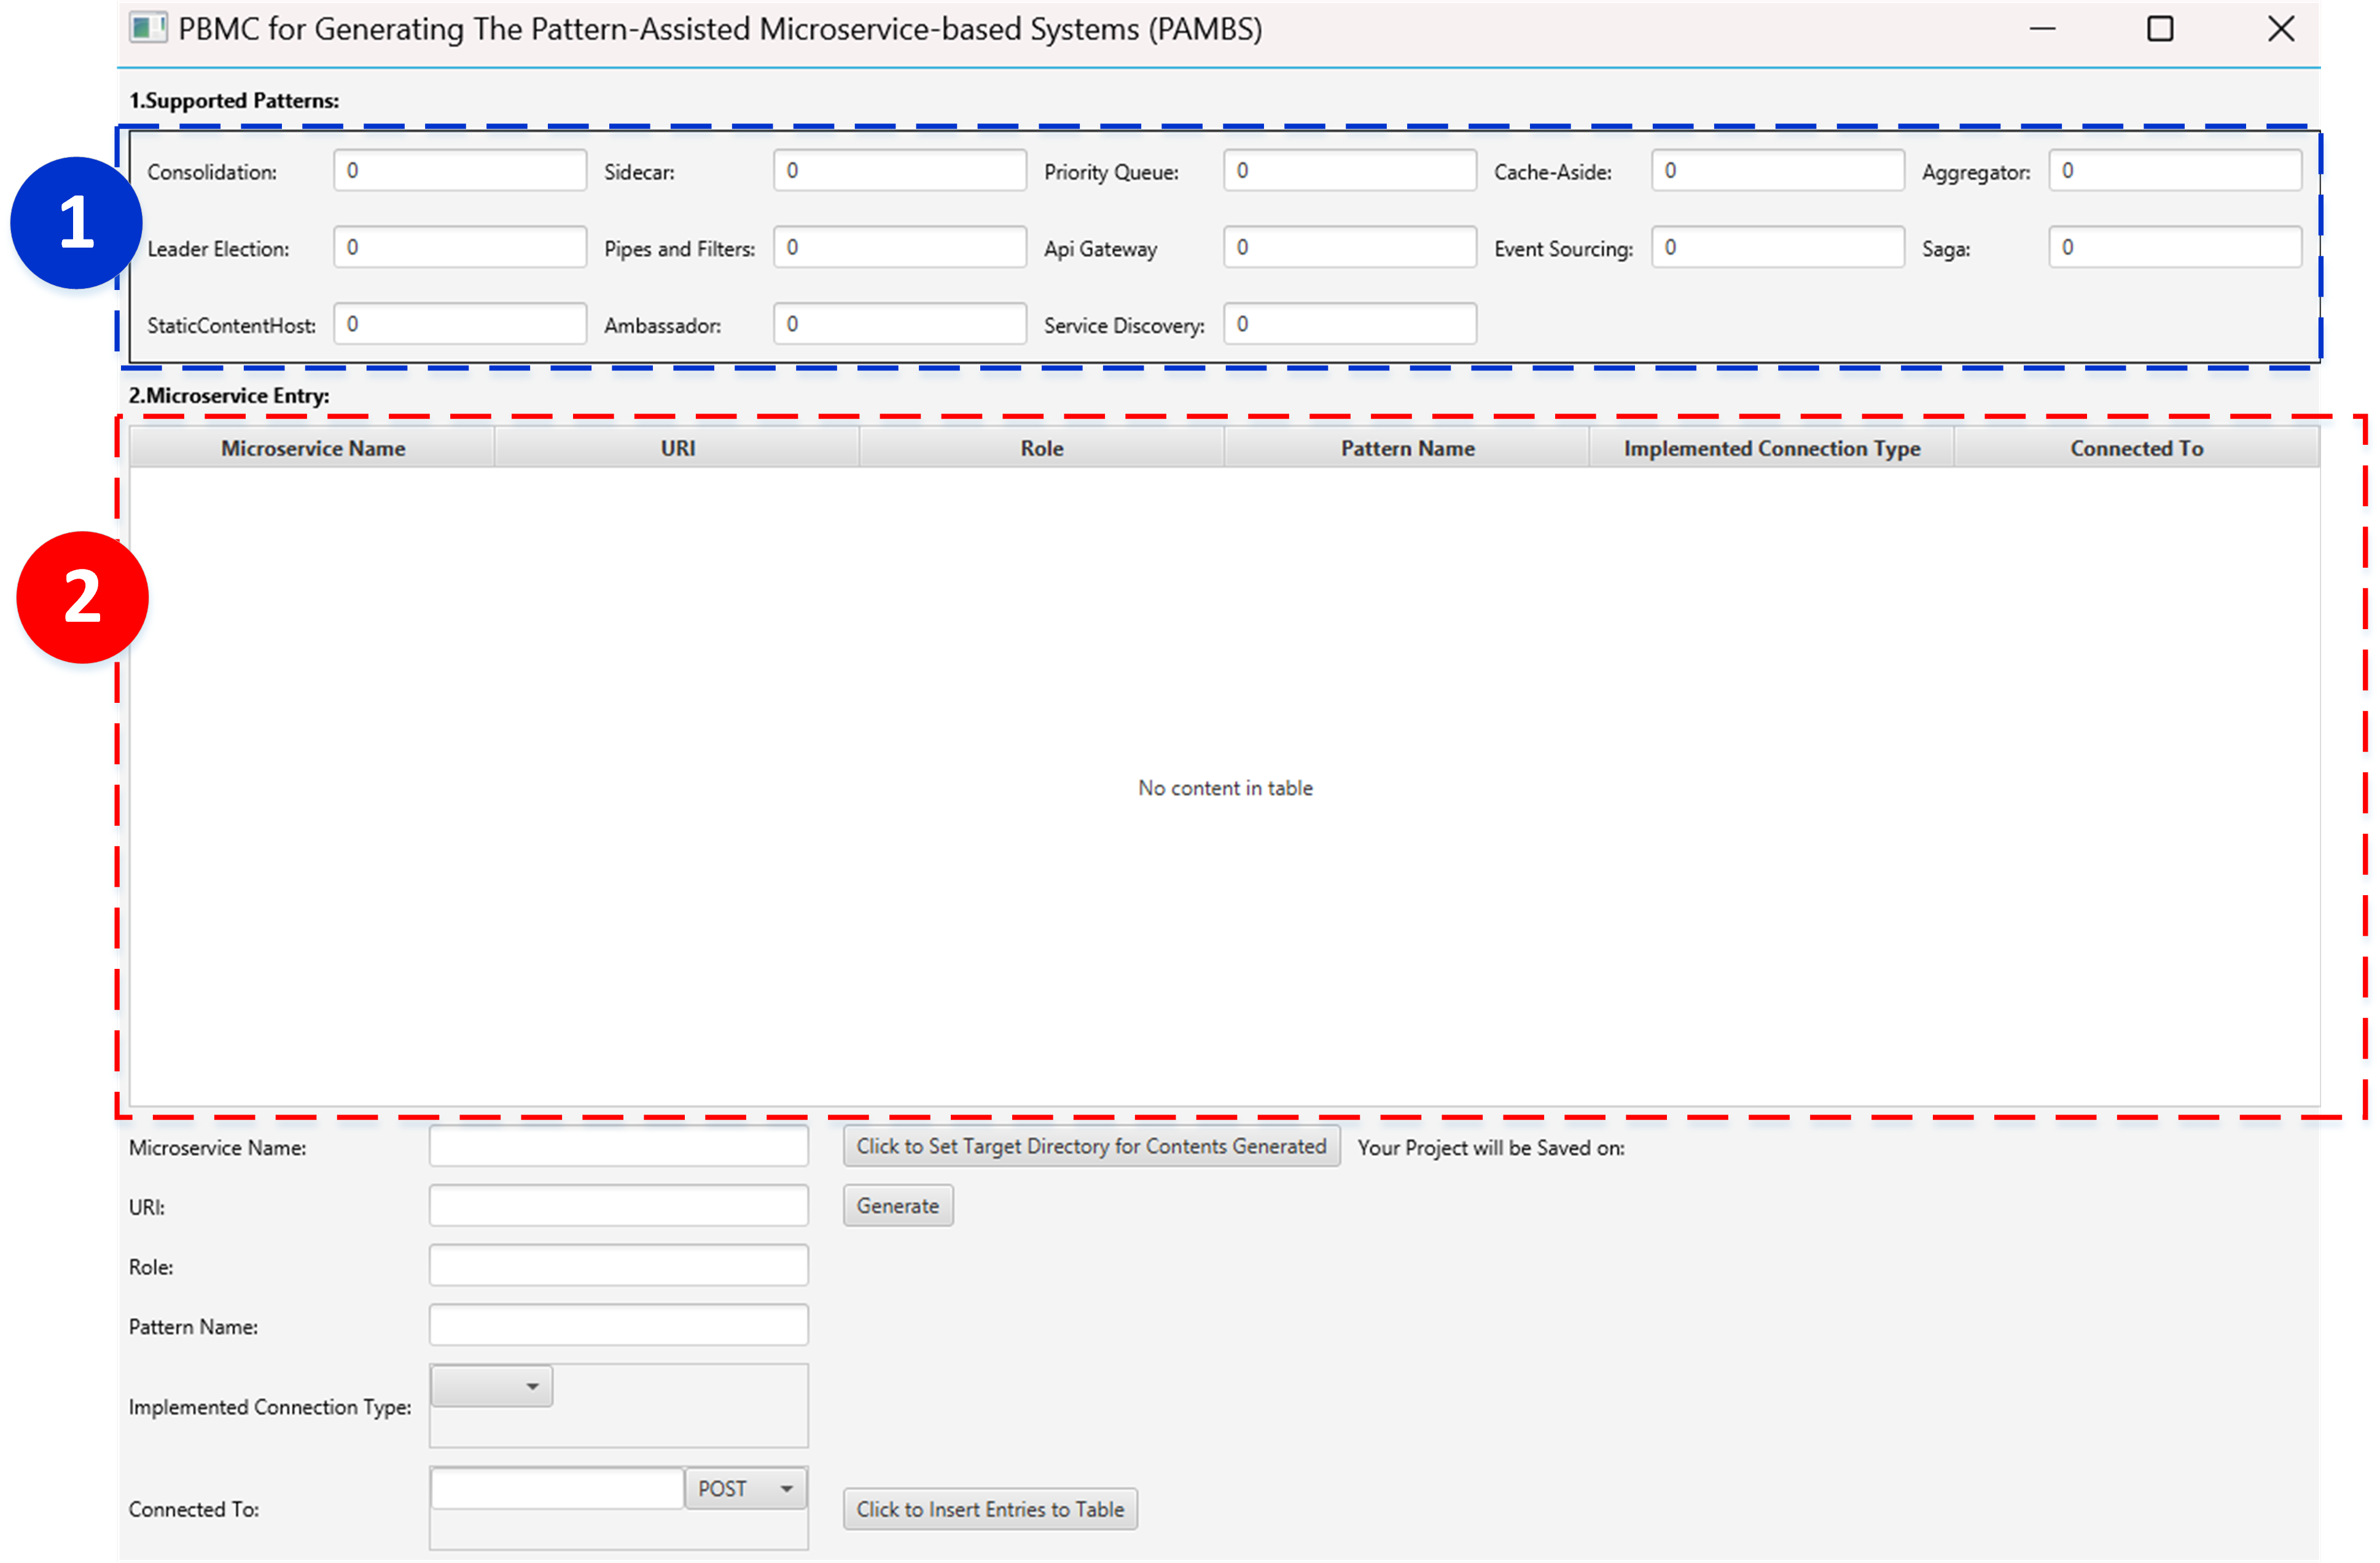 PBMC for Generating The Pattern-Assisted Microservice-based Systems (PAMBS)
1.Supported Patterns:
1
Consolidation: 0 Sidecar: 0 Priority Queue: 0 Cache-Aside: 0 Aggregator: 0
Leader Election: 0 Pipes and Filters: 0 Api Gateway 0 Event Sourcing: 0 Saga: 0
StaticContentHost: 0 Ambassador: 0 Service Discovery: 0
2.Microservice Entry:
Microservice Name URI Role Pattern Name Implemented Connection Type Connected To
2
No content in table
Microservice Name: Click to Set Target Directory for Contents Generated Your Project will be Saved on:
URI: Generate
Role:
Pattern Name:
Implemented Connection Type:
Connected To: POST Click to Insert Entries to Table